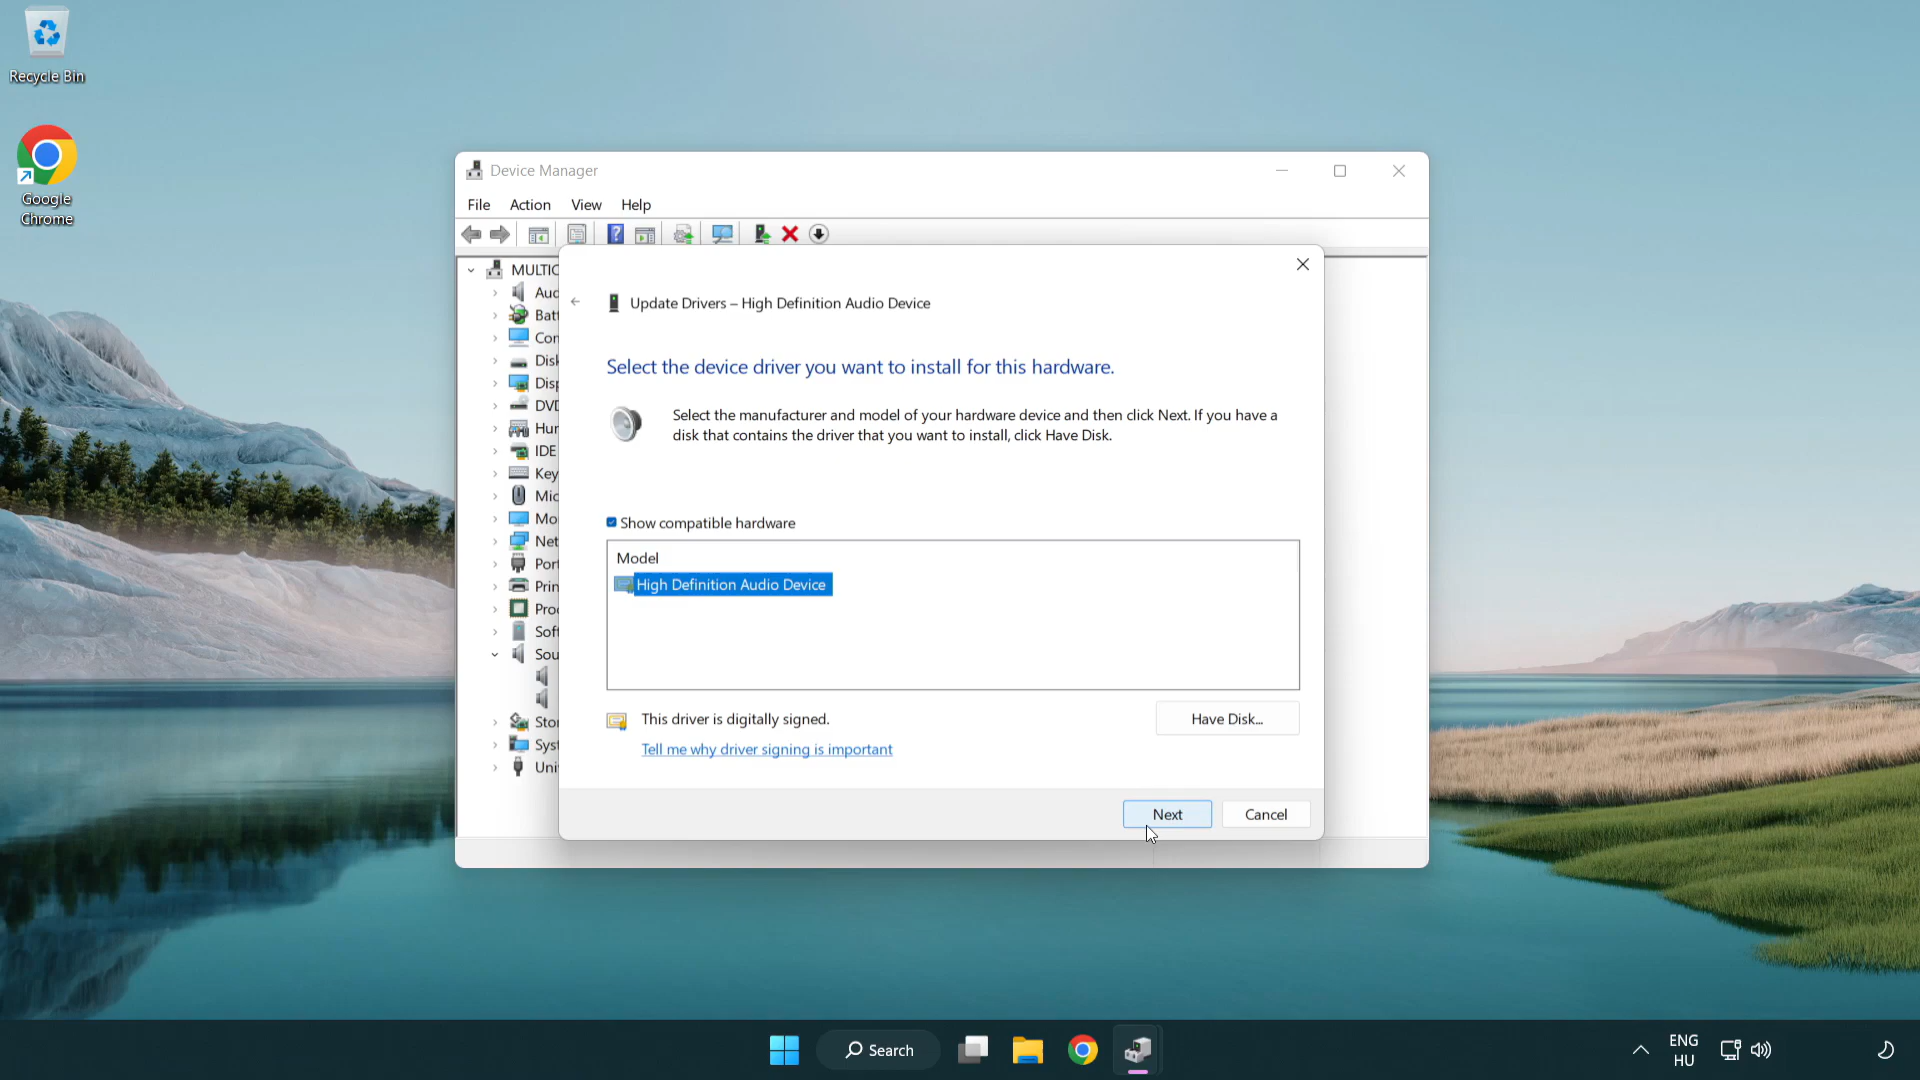 Recycle Bin
Google
Chrome
Device Manager
File Action View Help
MULTIC
Aud
Batt
Con
Disk
Disp
DVD
Hun
IDE
Key
Mic
Mo
Net
Port
Prin
Proc
Soft
Sou
Stor
Syst
Uni
Update Drivers – High Definition Audio Device
Select the device driver you want to install for this hardware.
Select the manufacturer and model of your hardware device and then click Next. If you have a
disk that contains the driver that you want to install, click Have Disk.
Show compatible hardware
Model
High Definition Audio Device
This driver is digitally signed.
Have Disk...
Tell me why driver signing is important
Next
Cancel
Search
ENG
HU